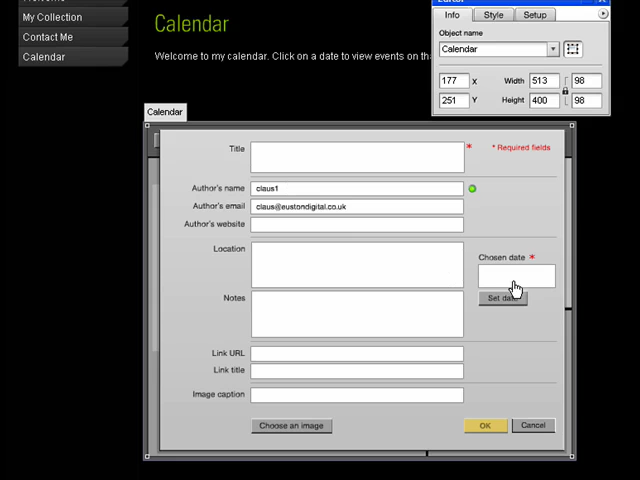 My Collection
Contact Me
Calendar
Calendar
Welcome to my calendar. Click on a date to view events on
Info
Style
Setup
Object name
Calendar
177 X Width 513 98
251 Y Height 400 98
Calendar
Title
* * Required fields
Author's name claus1
Author's email claus@eustondigital.co.uk
Author's website
Location
Chosen date *
Set date
Notes
Link URL
Link title
Image caption
Choose an image
OK
Cancel